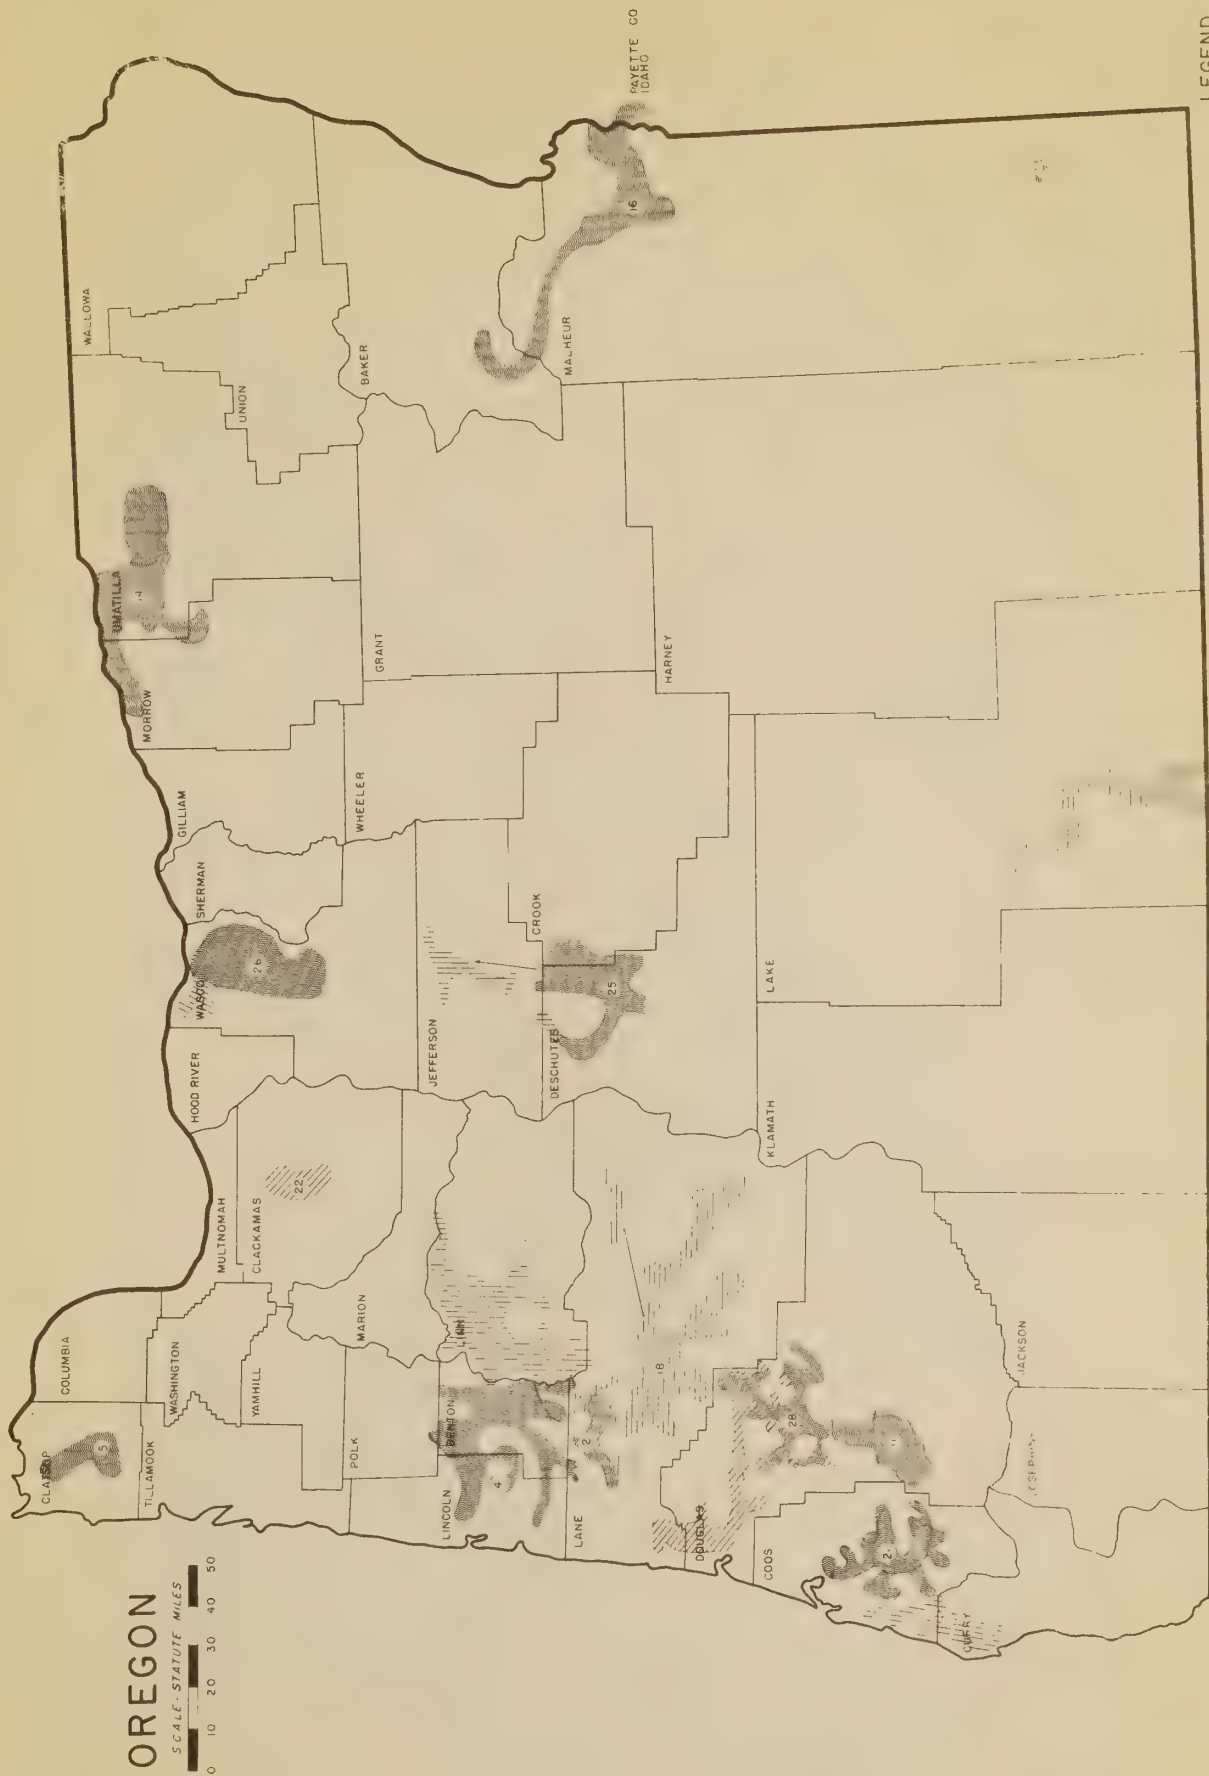 OREGON
SCALE - STATUTE MILES
0 10 20 30 40 50
CLATSOP
5
COLUMBIA
TILLAMOOK
WASHINGTON
YAMHILL
MULTNOMAH
CLACKAMAS
22
HOOD RIVER
WASCO
26
SHERMAN
GILLIAM
MORROW
UMATILLA
UNION
WALLOWA
POLK
MARION
LINCOLN
4
BENTON
LINN
JEFFERSON
WHEELER
GRANT
BAKER
LANE
2
18
DESCHUTES
25
CROOK
MALHEUR
16
PAYETTE CO
IDAHO
DOUGLAS
28
COOS
2
CURRY
JACKSON
KLAMATH
LAKE
HARNEY
LEGEND